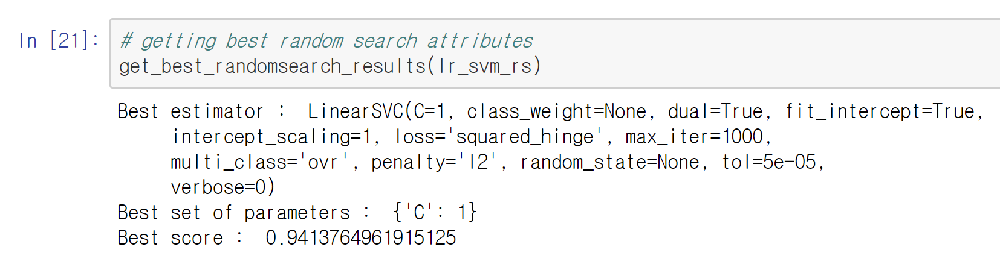 In [21]: # getting best random search attributes
get_best_randomsearch_results(lr_svm_rs)
Best estimator :  LinearSVC(C=1, class_weight=None, dual=True, fit_intercept=True,
intercept_scaling=1, loss='squared_hinge', max_iter=1000,
multi_class='ovr', penalty='l2', random_state=None, tol=5e-05,
verbose=0)
Best set of parameters :  {'C': 1}
Best score :  0.9413764961915125